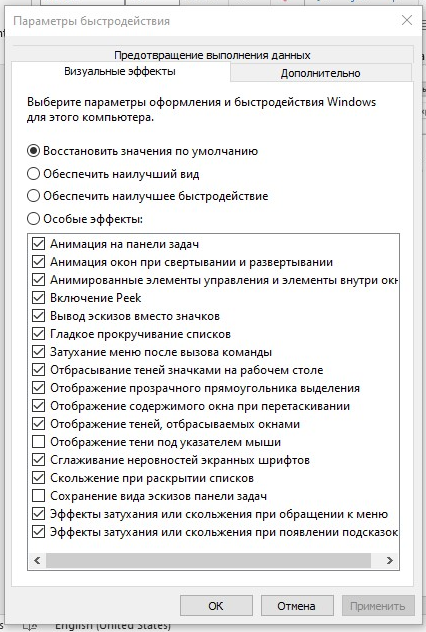 Параметры быстродействия
Предотвращение выполнения данных
Визуальные эффекты
Дополнительно
Выберите параметры оформления и быстродействия Windows
для этого компьютера.
Восстановить значения по умолчанию
Обеспечить наилучший вид
Обеспечить наилучшее быстродействие
Особые эффекты:
Анимация на панели задач
Анимация окон при свертывании и развертывании
Анимированные элементы управления и элементы внутри окн
Включение Peek
Вывод эскизов вместо значков
Гладкое прокручивание списков
Затухание меню после вызова команды
Отбрасывание теней значками на рабочем столе
Отображение прозрачного прямоугольника выделения
Отображение содержимого окна при перетаскивании
Отображение теней, отбрасываемых окнами
Отображение тени под указателем мыши
Сглаживание неровностей экранных шрифтов
Скольжение при раскрытии списков
Сохранение вида эскизов панели задач
Эффекты затухания или скольжения при обращении к меню
Эффекты затухания или скольжения при появлении подсказок
ОК
Отмена
Применить
English (United States)